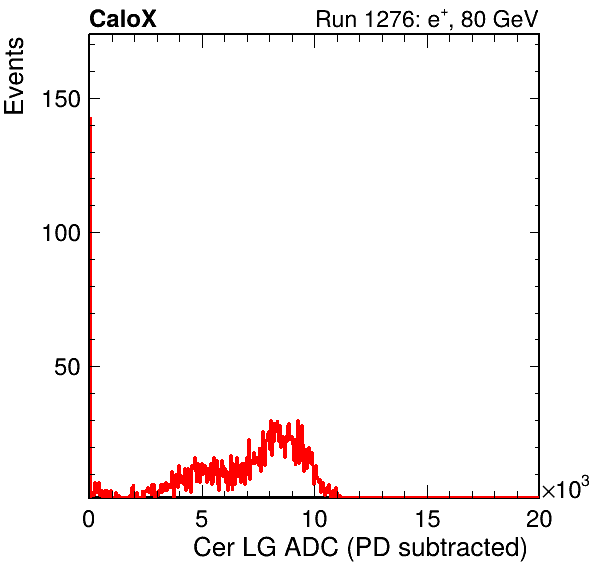 CaloX Run 1276: e⁺, 80 GeV
Events
150
100
50
0 5 10 15 20
×10³
Cer LG ADC (PD subtracted)